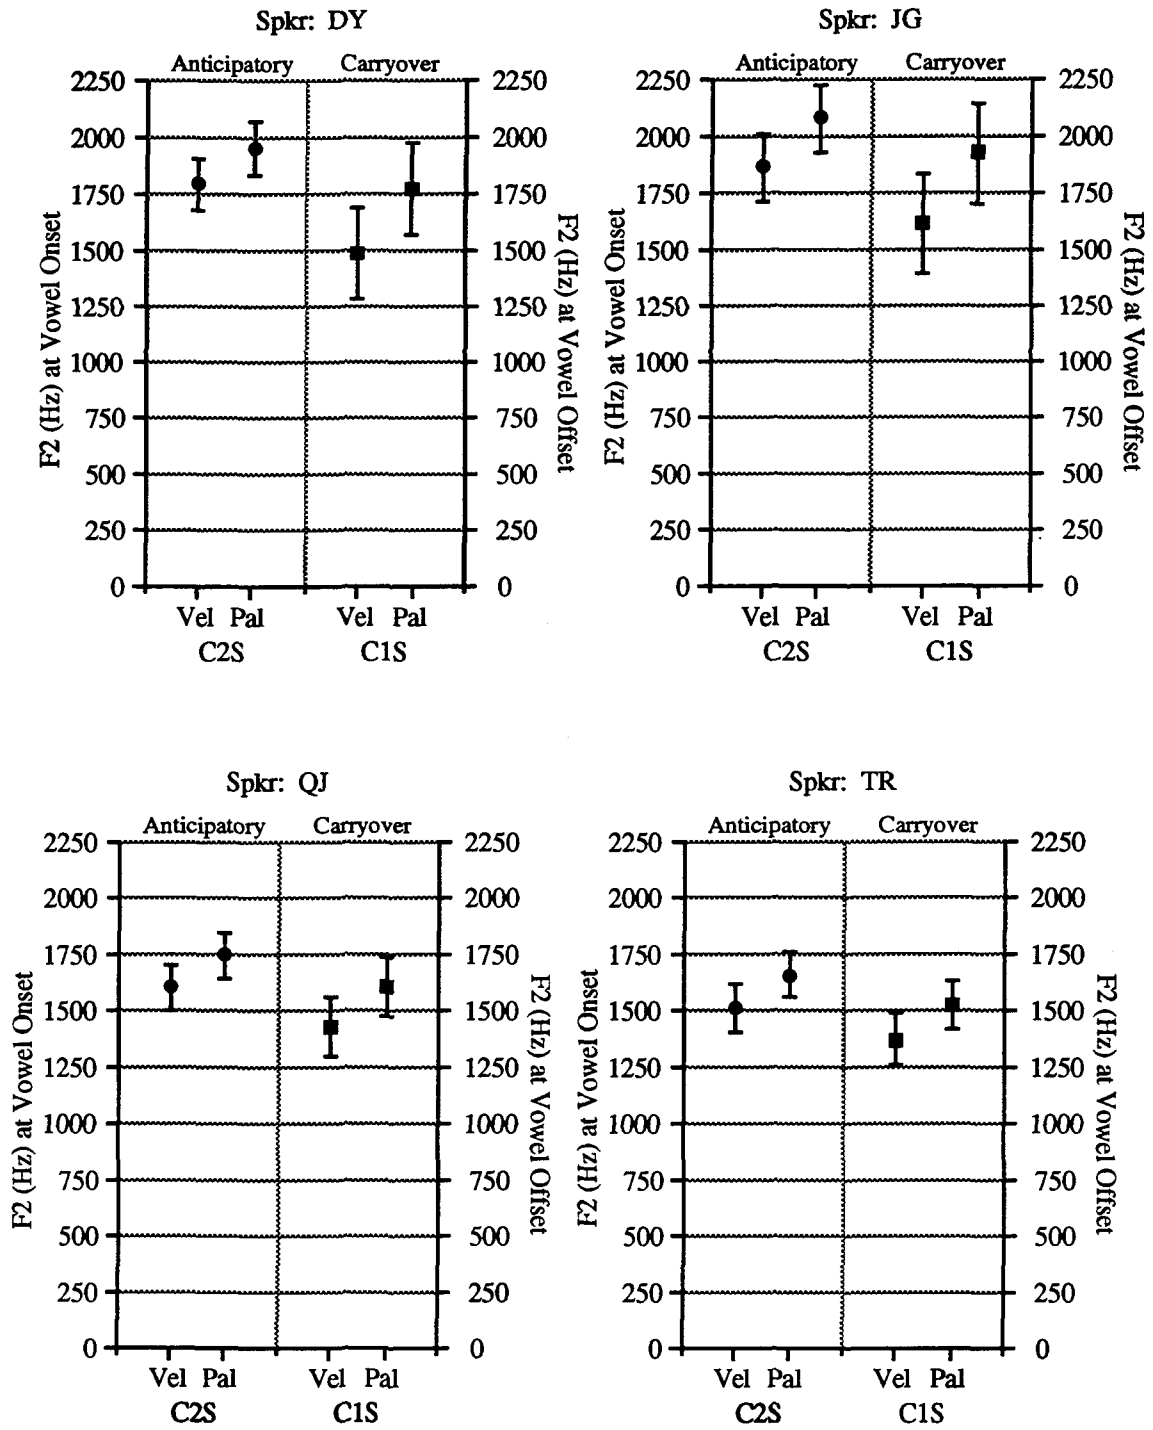 Spkr: DY
Anticipatory Carryover
2250 2250
2000 2000
1750 1750
1500 1500
1250 1250
1000 1000
750 750
500 500
250 250
0 0
F2 (Hz) at Vowel Onset
F2 (Hz) at Vowel Offset
Vel Pal Vel Pal
C2S C1S
Spkr: JG
Anticipatory Carryover
2250 2250
2000 2000
1750 1750
1500 1500
1250 1250
1000 1000
750 750
500 500
250 250
0 0
F2 (Hz) at Vowel Onset
F2 (Hz) at Vowel Offset
Vel Pal Vel Pal
C2S C1S
Spkr: QJ
Anticipatory Carryover
2250 2250
2000 2000
1750 1750
1500 1500
1250 1250
1000 1000
750 750
500 500
250 250
0 0
F2 (Hz) at Vowel Onset
F2 (Hz) at Vowel Offset
Vel Pal Vel Pal
C2S C1S
Spkr: TR
Anticipatory Carryover
2250 2250
2000 2000
1750 1750
1500 1500
1250 1250
1000 1000
750 750
500 500
250 250
0 0
F2 (Hz) at Vowel Onset
F2 (Hz) at Vowel Offset
Vel Pal Vel Pal
C2S C1S